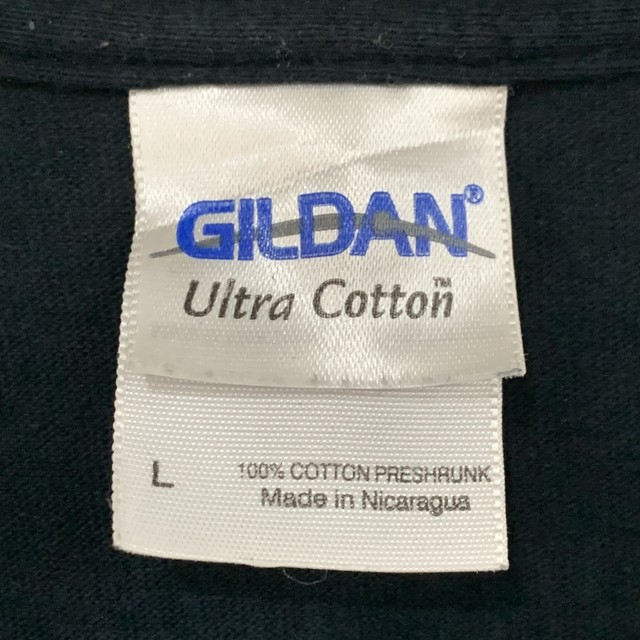 GILDAN®
Ultra Cotton™
L 100% COTTON PRESHRUNK
Made in Nicaragua